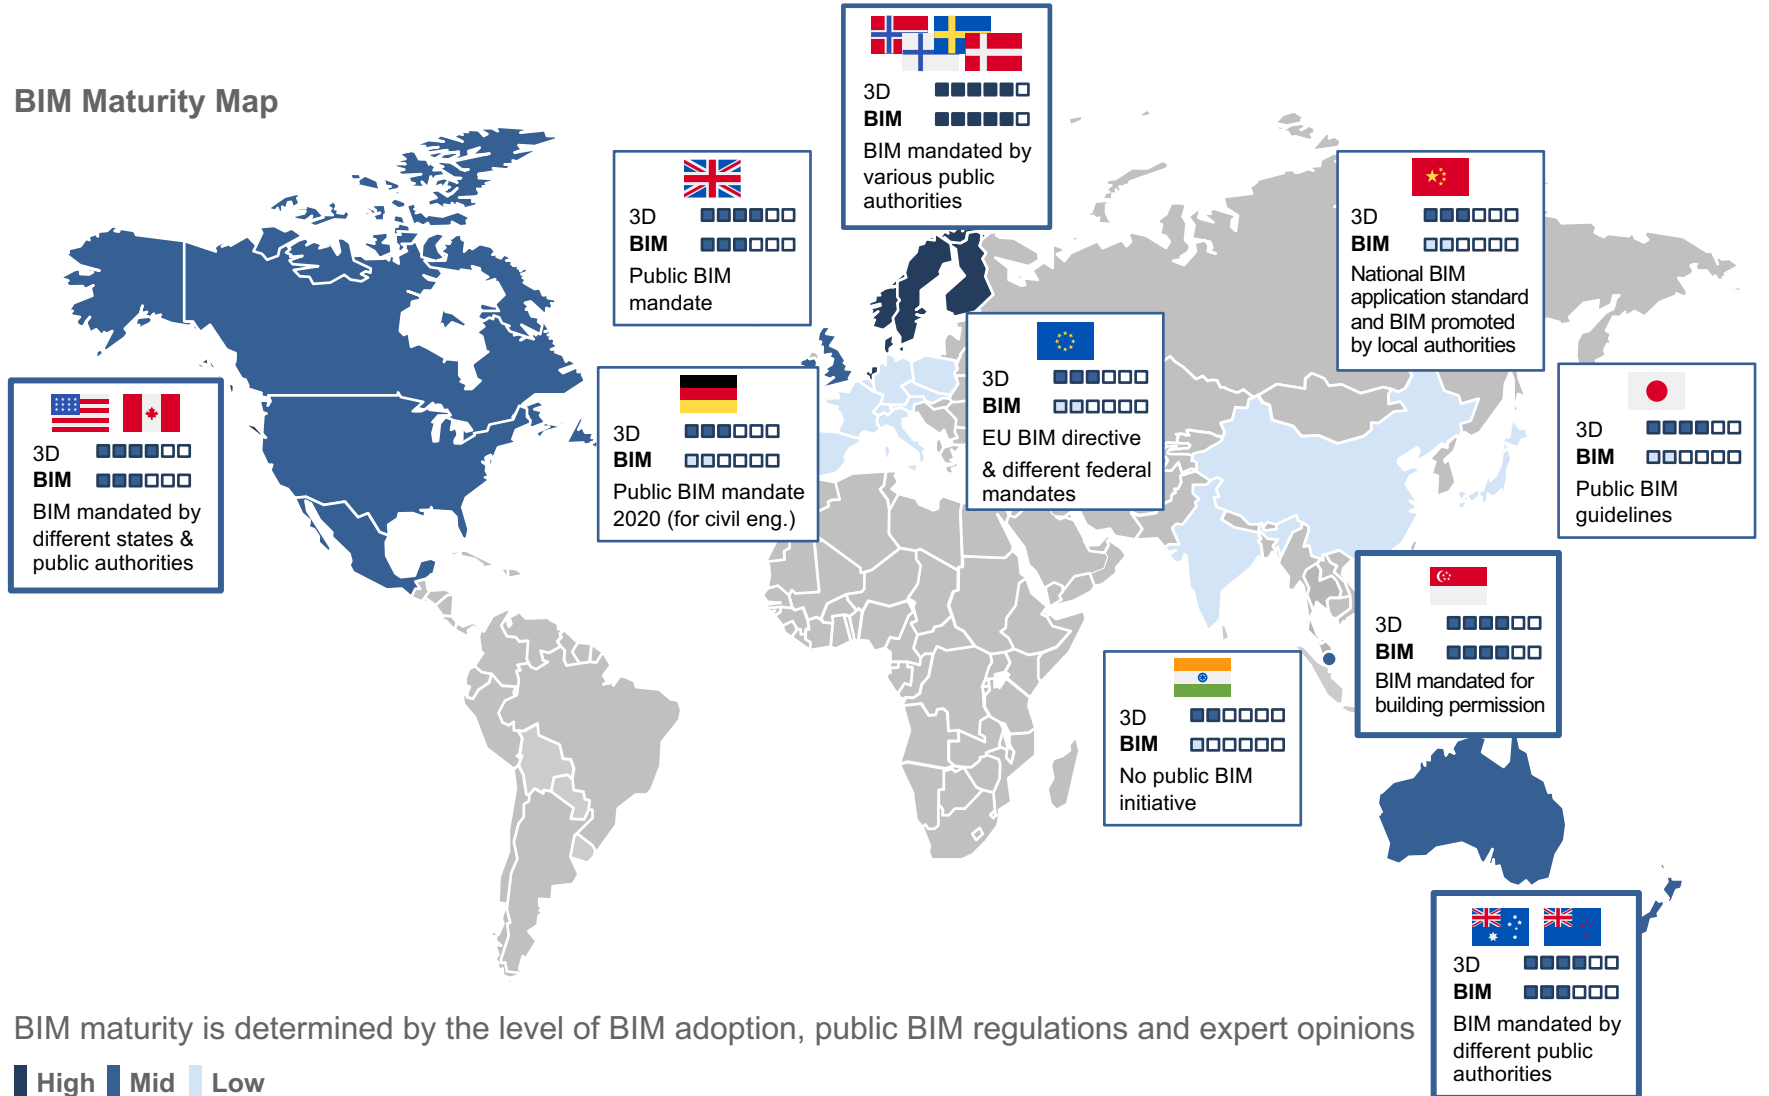 BIM Maturity Map
3D
BIM
BIM mandated by
various public
authorities
3D
BIM
Public BIM
mandate
3D
BIM
National BIM
application standard
and BIM promoted
by local authorities
3D
BIM
EU BIM directive
& different federal
mandates
3D
BIM
Public BIM
guidelines
3D
BIM
Public BIM mandate
2020 (for civil eng.)
3D
BIM
BIM mandated by
different states &
public authorities
3D
BIM
BIM mandated for
building permission
3D
BIM
No public BIM
initiative
3D
BIM
BIM mandated by
different public
authorities
BIM maturity is determined by the level of BIM adoption, public BIM regulations and expert opinions
High Mid Low